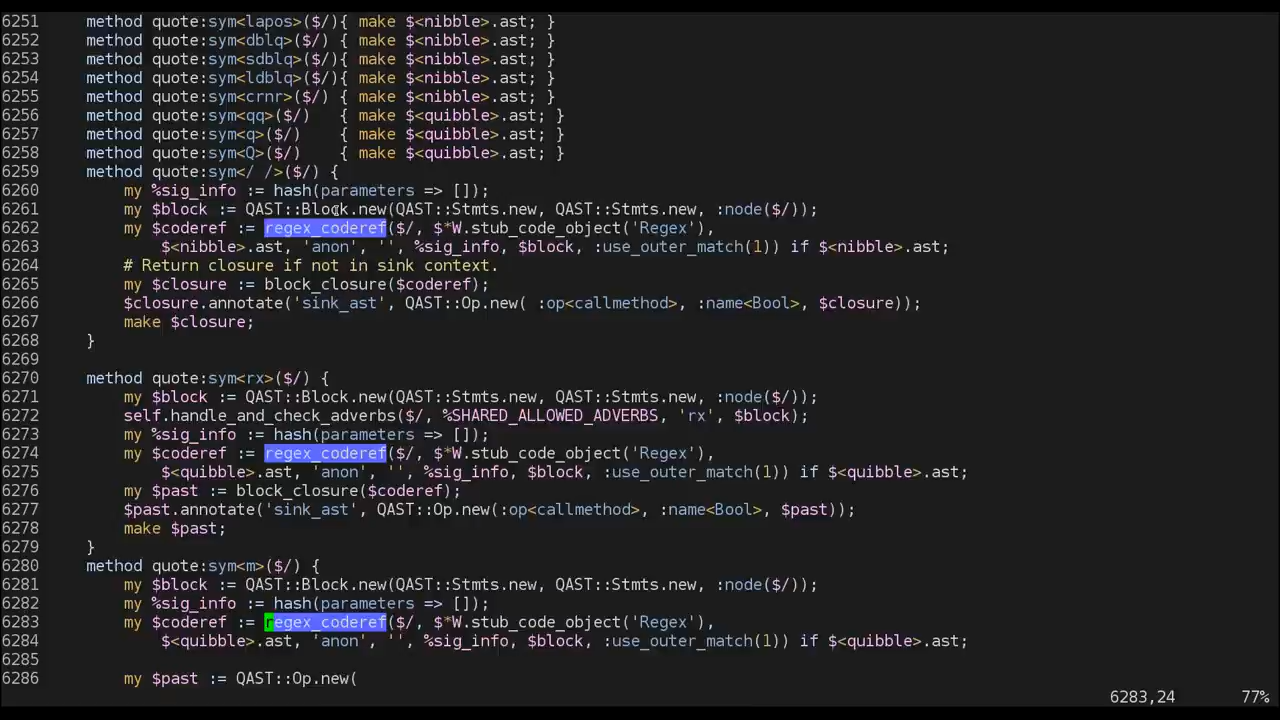 6251     method quote:sym<lapos>($/){ make $<nibble>.ast; }
6252     method quote:sym<dblq>($/) { make $<nibble>.ast; }
6253     method quote:sym<sdblq>($/){ make $<nibble>.ast; }
6254     method quote:sym<ldblq>($/){ make $<nibble>.ast; }
6255     method quote:sym<crnr>($/) { make $<nibble>.ast; }
6256     method quote:sym<qq>($/)   { make $<quibble>.ast; }
6257     method quote:sym<q>($/)    { make $<quibble>.ast; }
6258     method quote:sym<Q>($/)    { make $<quibble>.ast; }
6259     method quote:sym</ />($/) {
6260         my %sig_info := hash(parameters => []);
6261         my $block := QAST::Block.new(QAST::Stmts.new, QAST::Stmts.new, :node($/));
6262         my $coderef := regex_coderef($/, $*W.stub_code_object('Regex'),
6263             $<nibble>.ast, 'anon', '', %sig_info, $block, :use_outer_match(1)) if $<nibble>.ast;
6264         # Return closure if not in sink context.
6265         my $closure := block_closure($coderef);
6266         $closure.annotate('sink_ast', QAST::Op.new( :op<callmethod>, :name<Bool>, $closure));
6267         make $closure;
6268     }
6269
6270     method quote:sym<rx>($/) {
6271         my $block := QAST::Block.new(QAST::Stmts.new, QAST::Stmts.new, :node($/));
6272         self.handle_and_check_adverbs($/, %SHARED_ALLOWED_ADVERBS, 'rx', $block);
6273         my %sig_info := hash(parameters => []);
6274         my $coderef := regex_coderef($/, $*W.stub_code_object('Regex'),
6275             $<quibble>.ast, 'anon', '', %sig_info, $block, :use_outer_match(1)) if $<quibble>.ast;
6276         my $past := block_closure($coderef);
6277         $past.annotate('sink_ast', QAST::Op.new(:op<callmethod>, :name<Bool>, $past));
6278         make $past;
6279     }
6280     method quote:sym<m>($/) {
6281         my $block := QAST::Block.new(QAST::Stmts.new, QAST::Stmts.new, :node($/));
6282         my %sig_info := hash(parameters => []);
6283         my $coderef := regex_coderef($/, $*W.stub_code_object('Regex'),
6284             $<quibble>.ast, 'anon', '', %sig_info, $block, :use_outer_match(1)) if $<quibble>.ast;
6285
6286         my $past := QAST::Op.new(
6283,24 77%